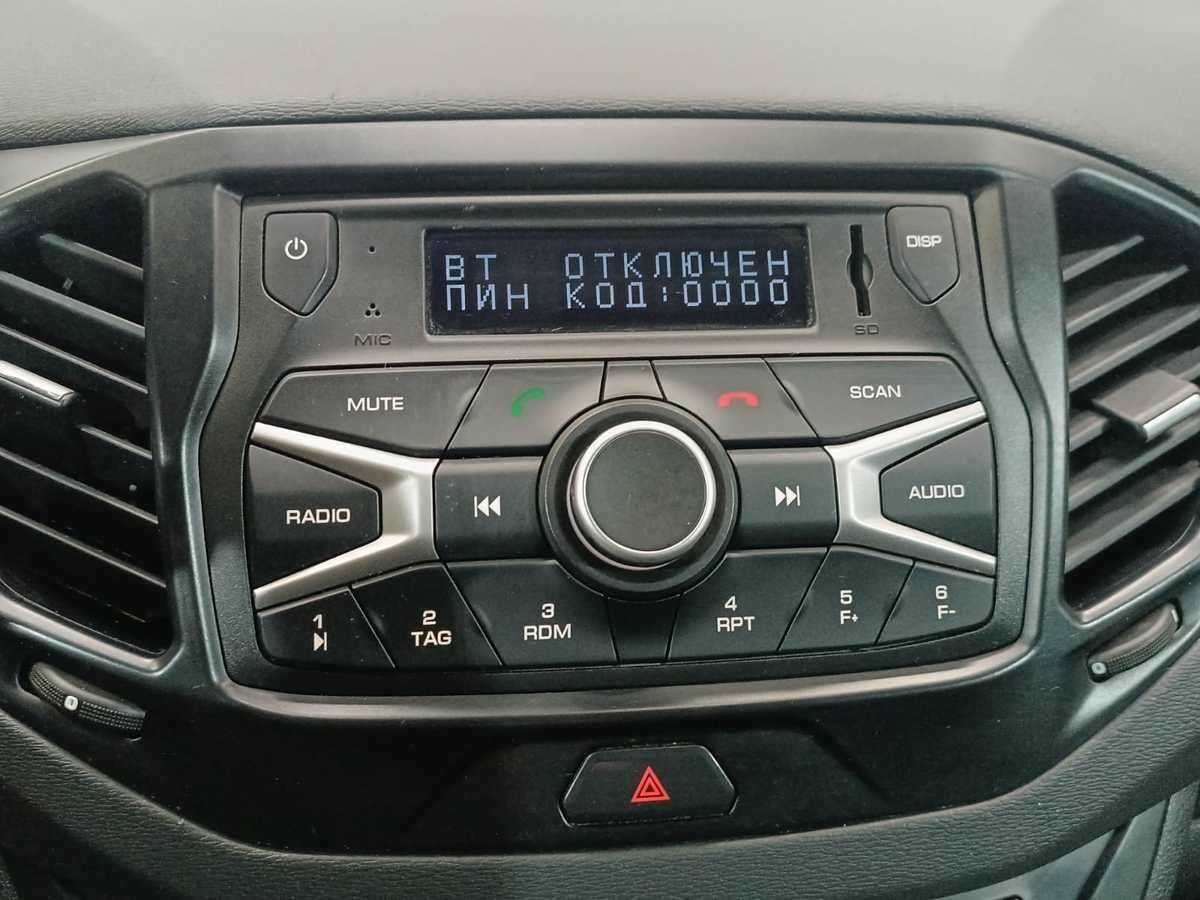 DISP
ВТ ОТКЛЮЧЕН
ПИН КОД:0000
MIC
SD
MUTE
SCAN
RADIO
AUDIO
1
2
TAG
3
RDM
4
RPT
5
F+
6
F-